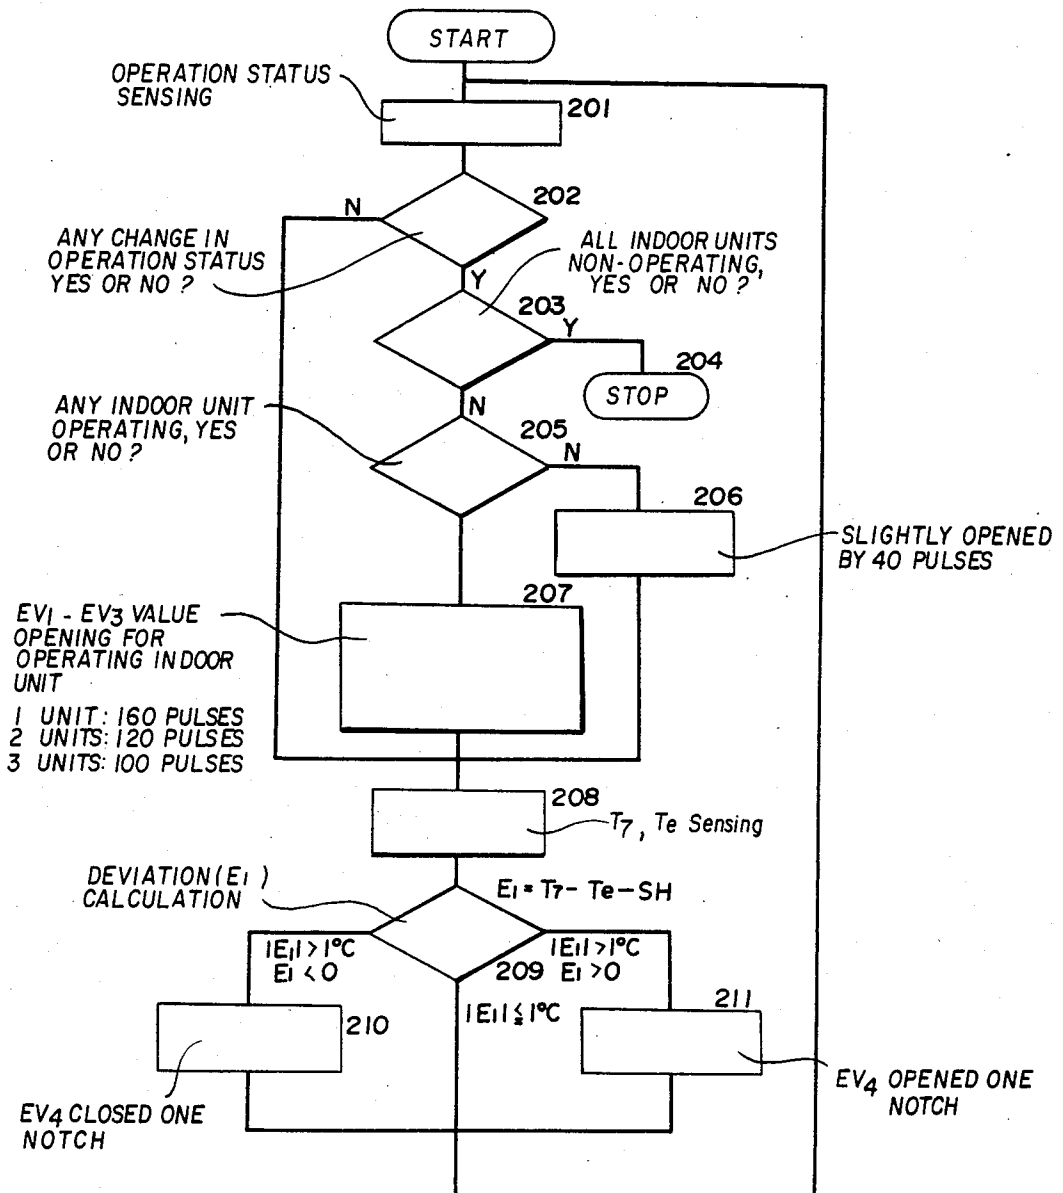 START
OPERATION STATUS
SENSING
201
202
N
ANY CHANGE IN
OPERATION STATUS
YES OR NO ?
ALL INDOOR UNITS
NON-OPERATING,
YES OR NO ?
Y
203
Y
204
STOP
N
ANY INDOOR UNIT
OPERATING, YES
OR NO ?
205
N
206
SLIGHTLY OPENED
BY 40 PULSES
207
EV1 - EV3 VALUE
OPENING FOR
OPERATING INDOOR
UNIT
1 UNIT: 160 PULSES
2 UNITS: 120 PULSES
3 UNITS: 100 PULSES
208
T7, Te Sensing
DEVIATION (E1)
CALCULATION
E1 = T7 - Te - SH
|E1| > 1°C
E1 < 0
209
|E1| > 1°C
E1 > 0
|E1| ≦ 1°C
210
211
EV4 CLOSED ONE
NOTCH
EV4 OPENED ONE
NOTCH